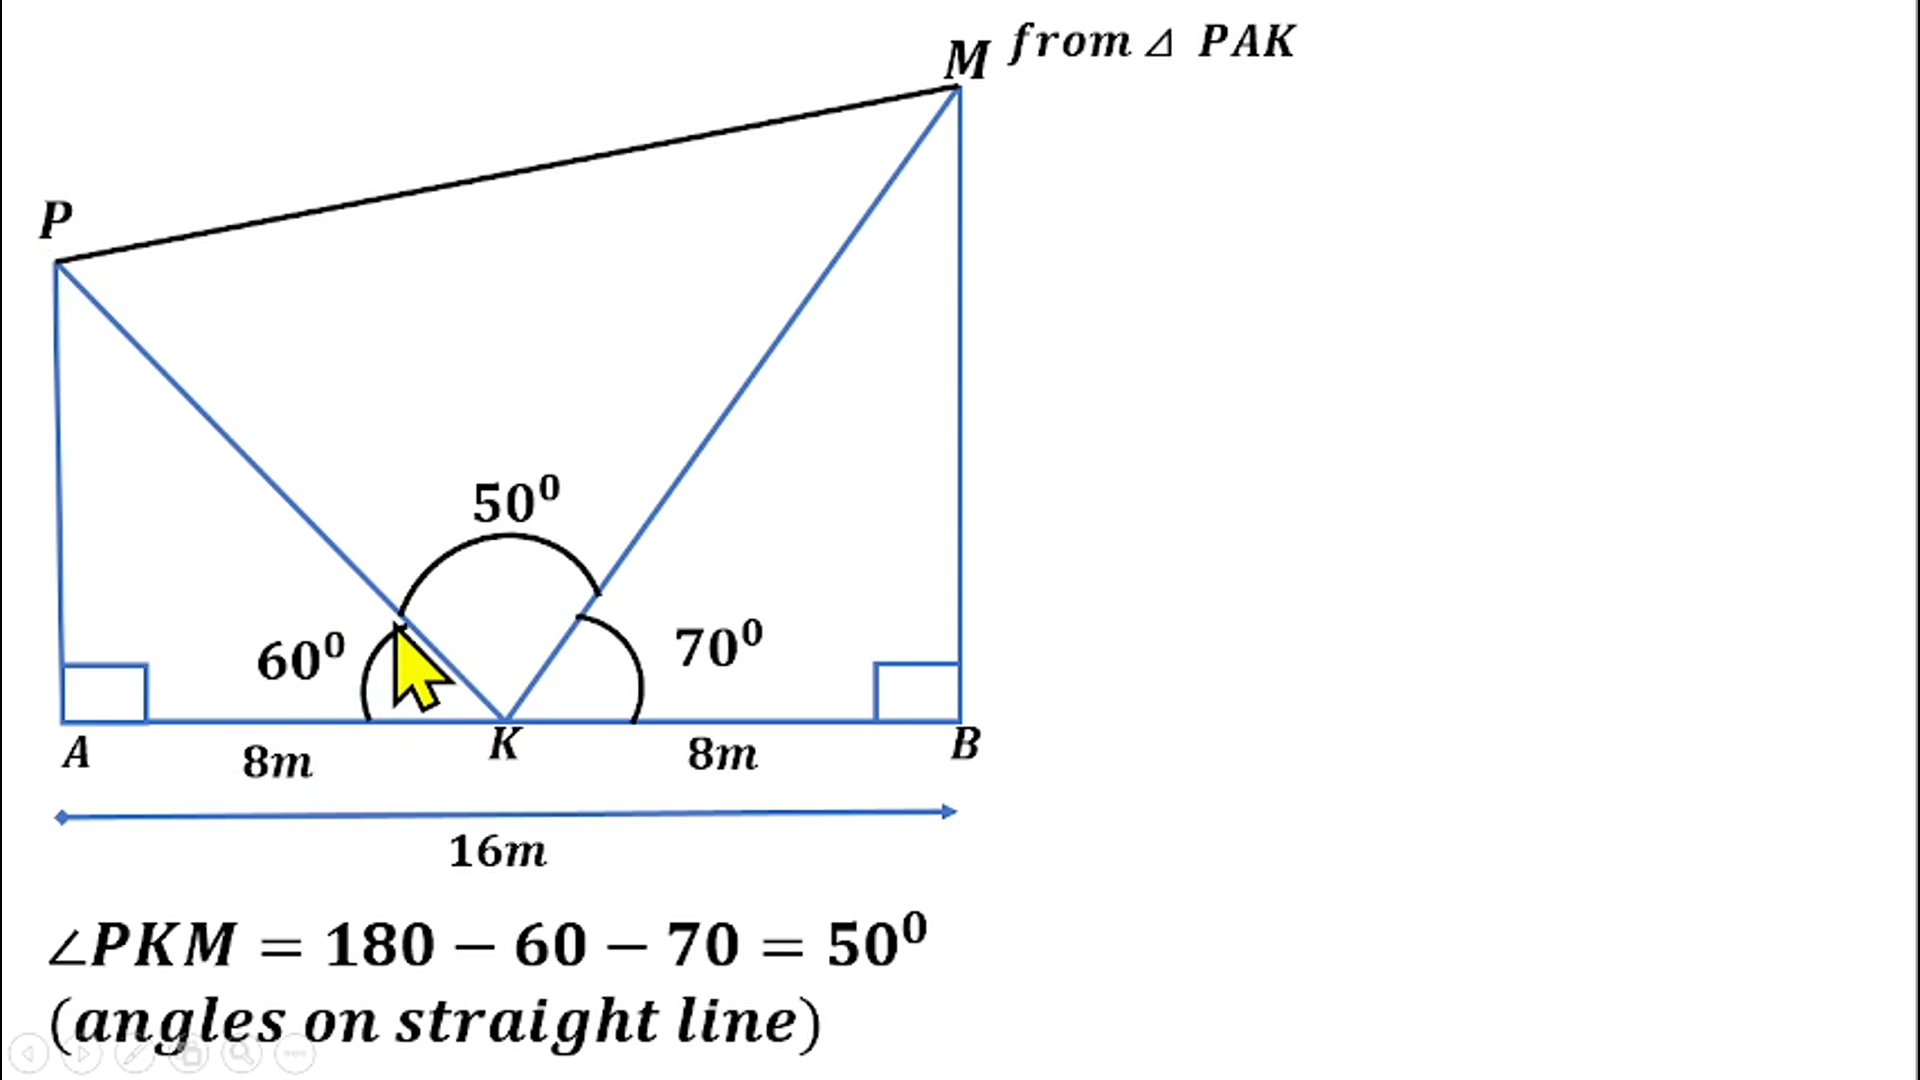 M from ⊿ PAK
P
50⁰
60⁰
70⁰
A
K
B
8m
8m
16m
∠PKM = 180 − 60 − 70 = 50⁰
(angles on straight line)